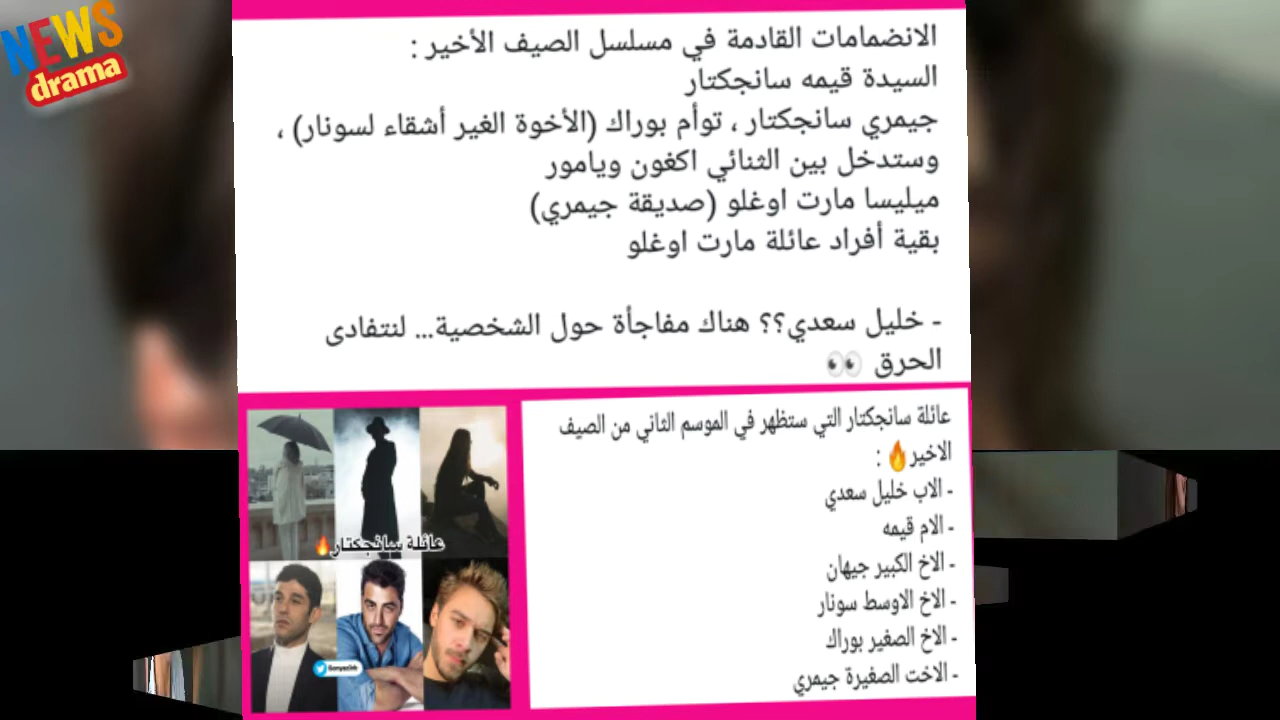 NEWS
drama
الانضمامات القادمة في مسلسل الصيف الأخير :
السيدة قيمه سانجكتار
جيمري سانجكتار ، توأم بوراك (الأخوة الغير أشقاء لسونار) ،
وستدخل بين الثنائي اكغون ويامور
ميليسا مارت اوغلو (صديقة جيمري)
بقية أفراد عائلة مارت اوغلو
- خليل سعدي؟؟ هناك مفاجأة حول الشخصية... لنتفادى
الحرق 👀
عائلة سانجكتار التي ستظهر في الموسم الثاني من الصيف
الاخير🔥 :
- الاب خليل سعدي
- الام قيمه
- الاخ الكبير جيهان
- الاخ الاوسط سونار
- الاخ الصغير بوراك
- الاخت الصغيرة جيمري
عائلة سانجكتار🔥